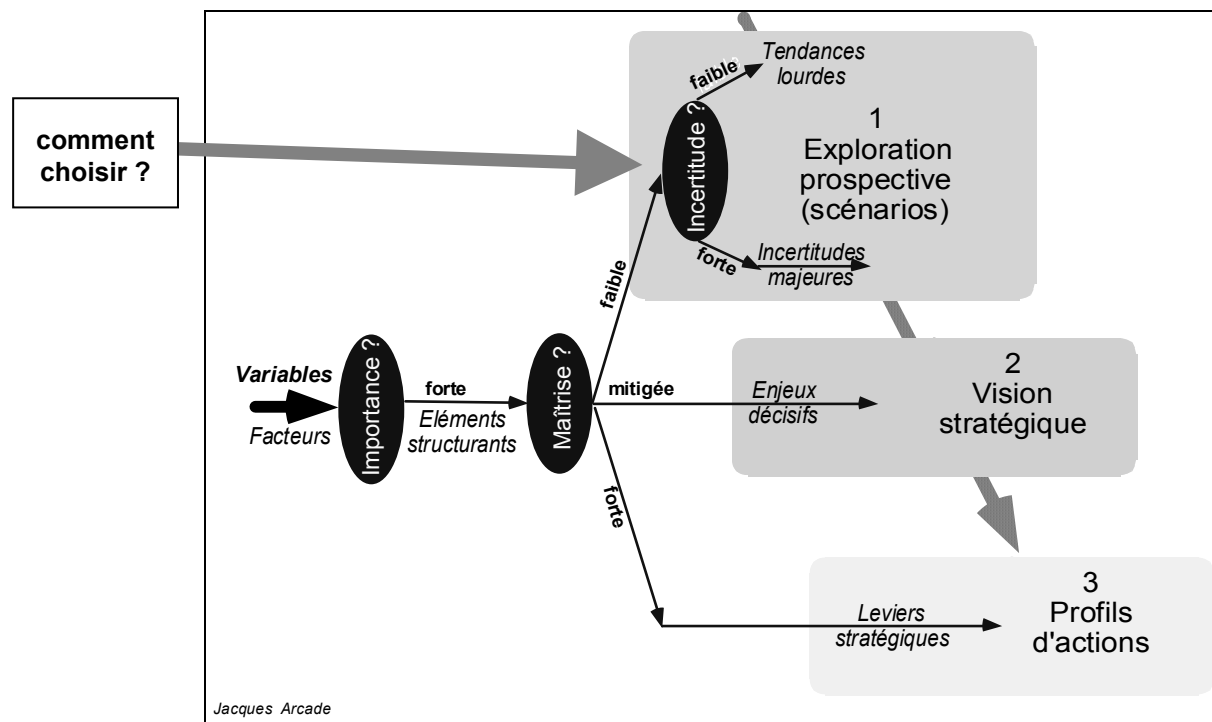 comment
choisir ?
Tendances
lourdes
faible
Incertitude ?
forte
Incertitudes
majeures
1
Exploration
prospective
(scénarios)
faible
Variables
Facteurs
Importance ?
forte
Eléments
structurants
Maîtrise ?
mitigée
Enjeux
décisifs
2
Vision
stratégique
forte
Leviers
stratégiques
3
Profils
d'actions
Jacques Arcade